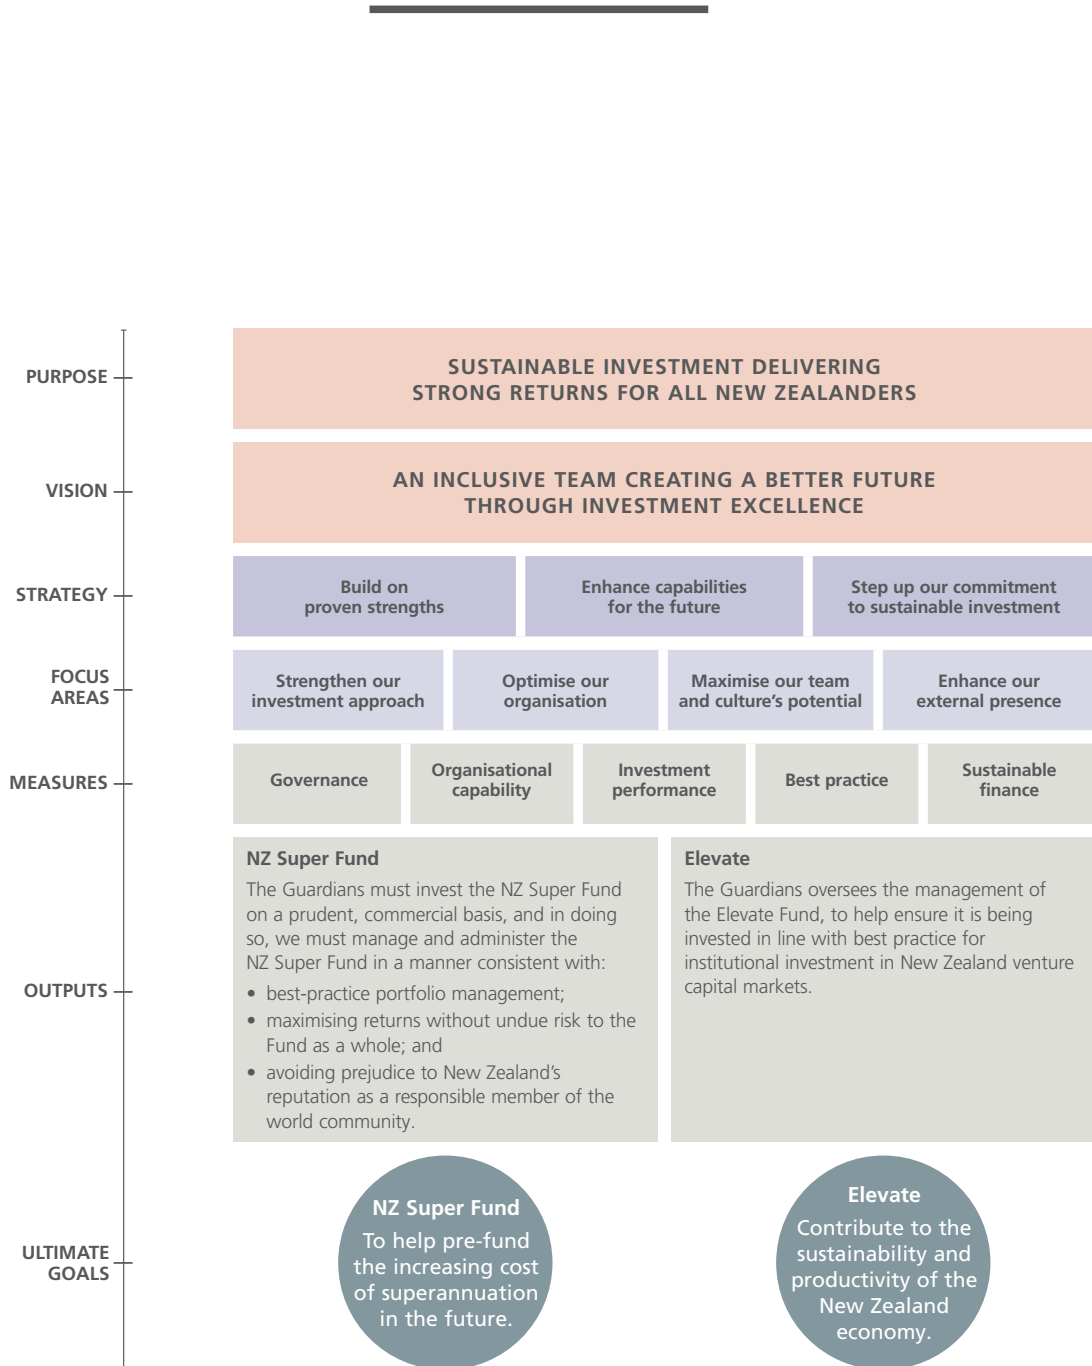 PURPOSE
SUSTAINABLE INVESTMENT DELIVERING
STRONG RETURNS FOR ALL NEW ZEALANDERS
VISION
AN INCLUSIVE TEAM CREATING A BETTER FUTURE
THROUGH INVESTMENT EXCELLENCE
STRATEGY
Build on
proven strengths
Enhance capabilities
for the future
Step up our commitment
to sustainable investment
FOCUS
AREAS
Strengthen our
investment approach
Optimise our
organisation
Maximise our team
and culture's potential
Enhance our
external presence
MEASURES
Governance
Organisational
capability
Investment
performance
Best practice
Sustainable
finance
OUTPUTS
NZ Super Fund
The Guardians must invest the NZ Super Fund
on a prudent, commercial basis, and in doing
so, we must manage and administer the
NZ Super Fund in a manner consistent with:
• best-practice portfolio management;
• maximising returns without undue risk to the
Fund as a whole; and
• avoiding prejudice to New Zealand's
reputation as a responsible member of the
world community.
Elevate
The Guardians oversees the management of
the Elevate Fund, to help ensure it is being
invested in line with best practice for
institutional investment in New Zealand venture
capital markets.
ULTIMATE
GOALS
NZ Super Fund
To help pre-fund
the increasing cost
of superannuation
in the future.
Elevate
Contribute to the
sustainability and
productivity of the
New Zealand
economy.